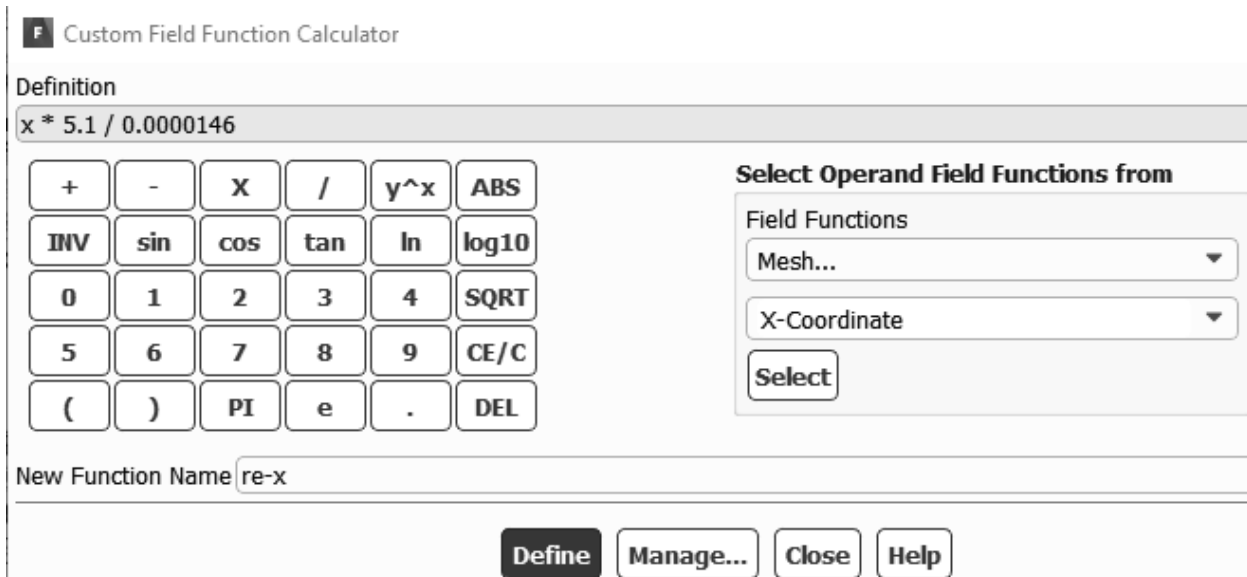 F Custom Field Function Calculator
Definition
x * 5.1 / 0.0000146
+ - X / y^x ABS
INV sin cos tan ln log10
0 1 2 3 4 SQRT
5 6 7 8 9 CE/C
( ) PI e . DEL
Select Operand Field Functions from
Field Functions
Mesh...
X-Coordinate
Select
New Function Name re-x
Define Manage... Close Help